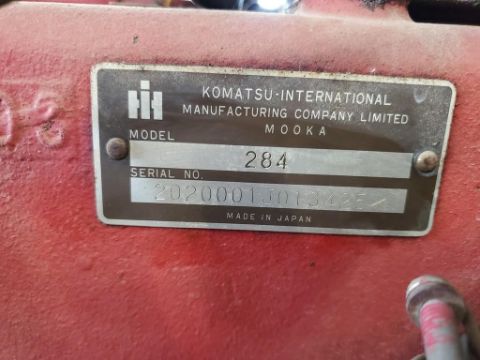 KOMATSU-INTERNATIONAL
MANUFACTURING COMPANY LIMITED
MOOKA
MODEL
284
SERIAL NO.
MADE IN JAPAN